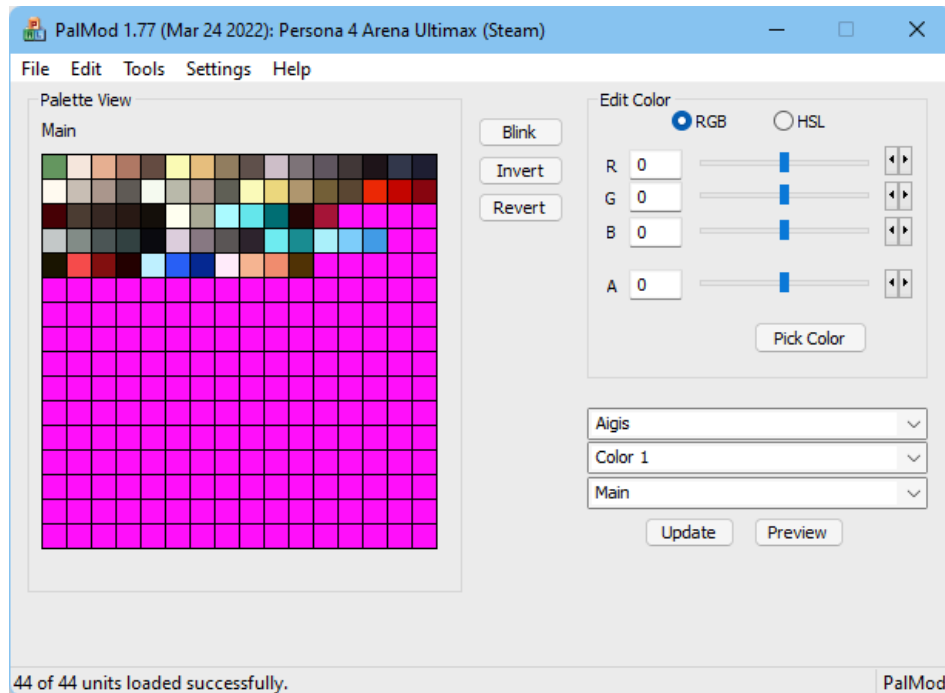 PalMod 1.77 (Mar 24 2022): Persona 4 Arena Ultimax (Steam)
File Edit Tools Settings Help
Palette View
Main
Blink
Invert
Revert
Edit Color
RGB HSL
R 0
G 0
B 0
A 0
Pick Color
Aigis
Color 1
Main
Update Preview
44 of 44 units loaded successfully.
PalMod